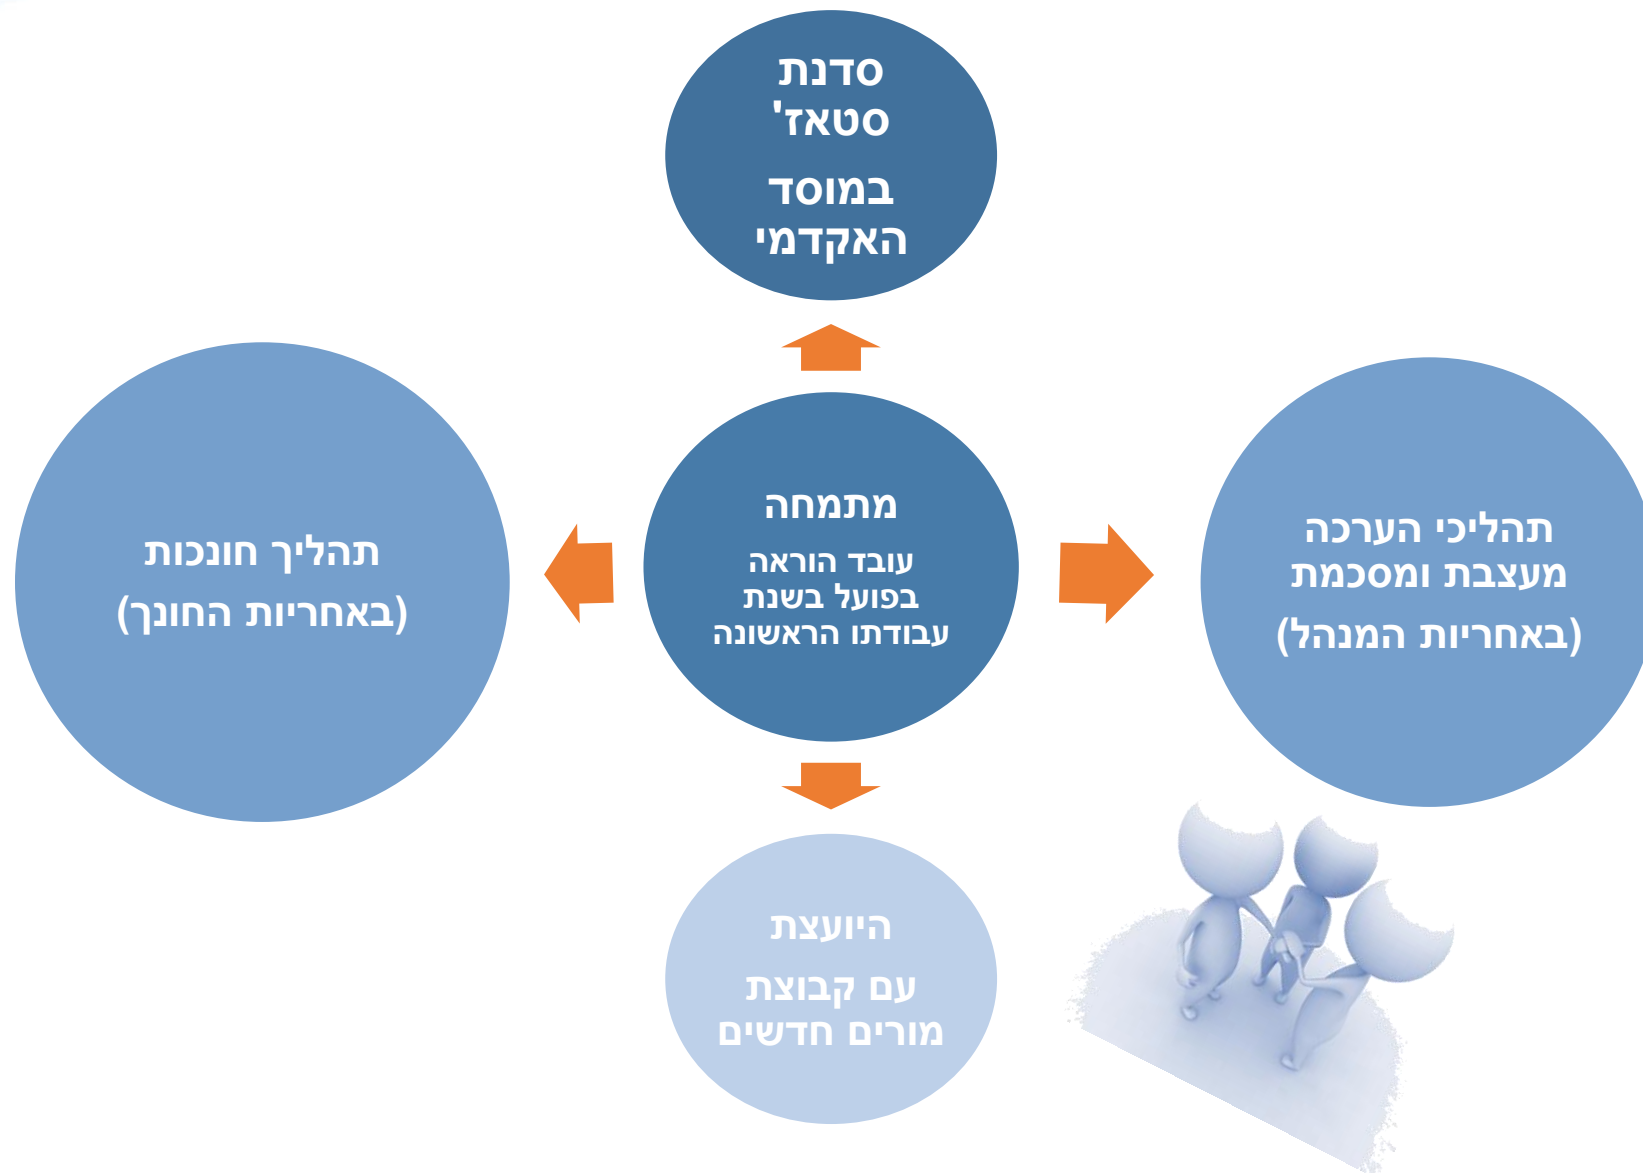 סדנת
סטאז'
במוסד
האקדמי
מתמחה
עובד הוראה
בפועל בשנת
עבודתו הראשונה
תהליכי הערכה
מעצבת ומסכמת
(באחריות המנהל)
תהליך חונכות
(באחריות החונך)
היועצת
עם קבוצת
מורים חדשים